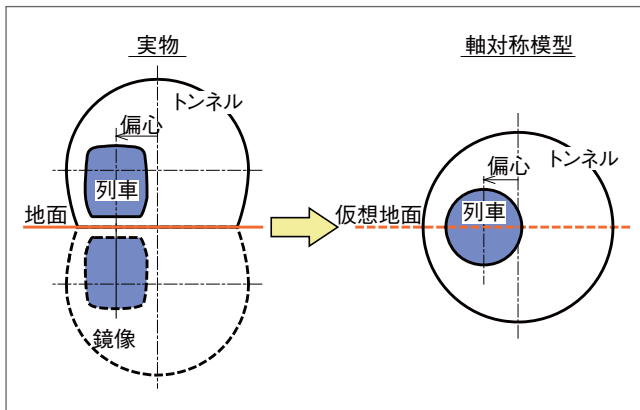 実物
トンネル
偏心
列車
地面
鏡像
軸対称模型
トンネル
偏心
列車
仮想地面